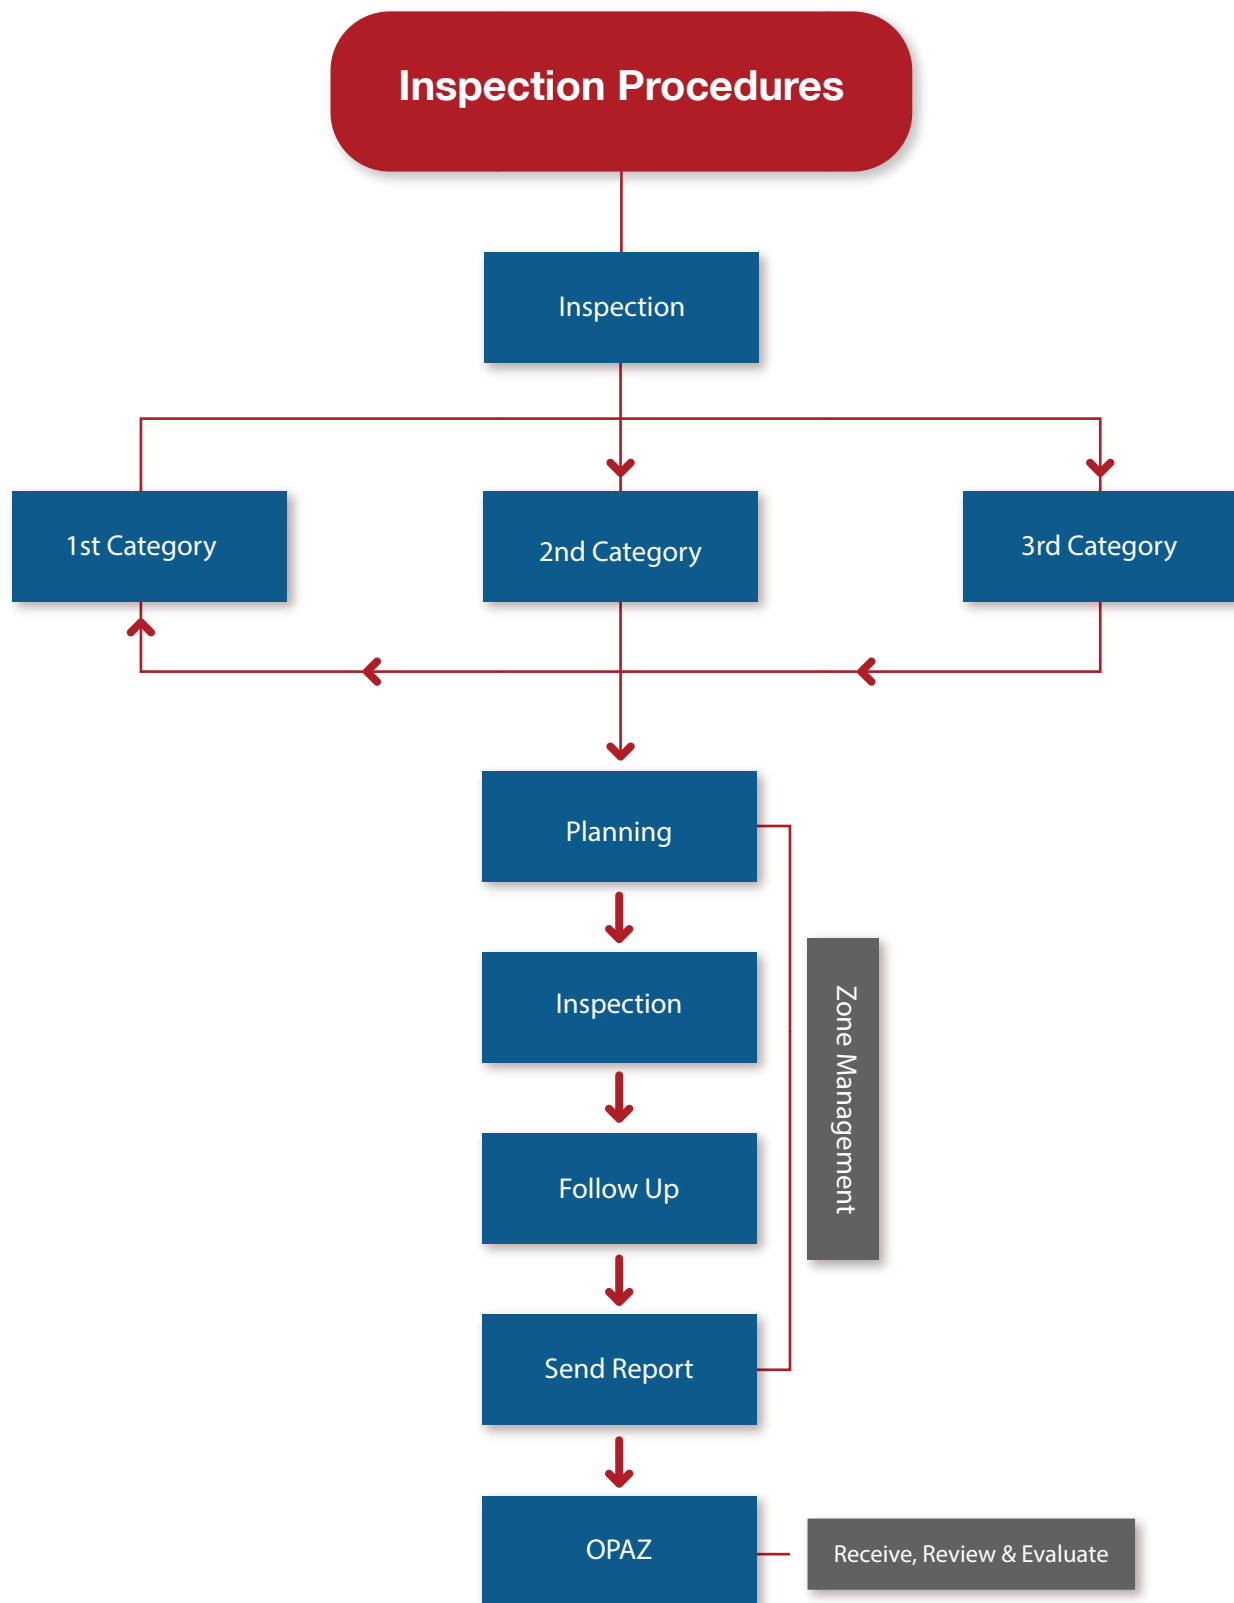 Inspection Procedures
Inspection
1st Category
2nd Category
3rd Category
Planning
Inspection
Zone Management
Follow Up
Send Report
OPAZ
Receive, Review & Evaluate